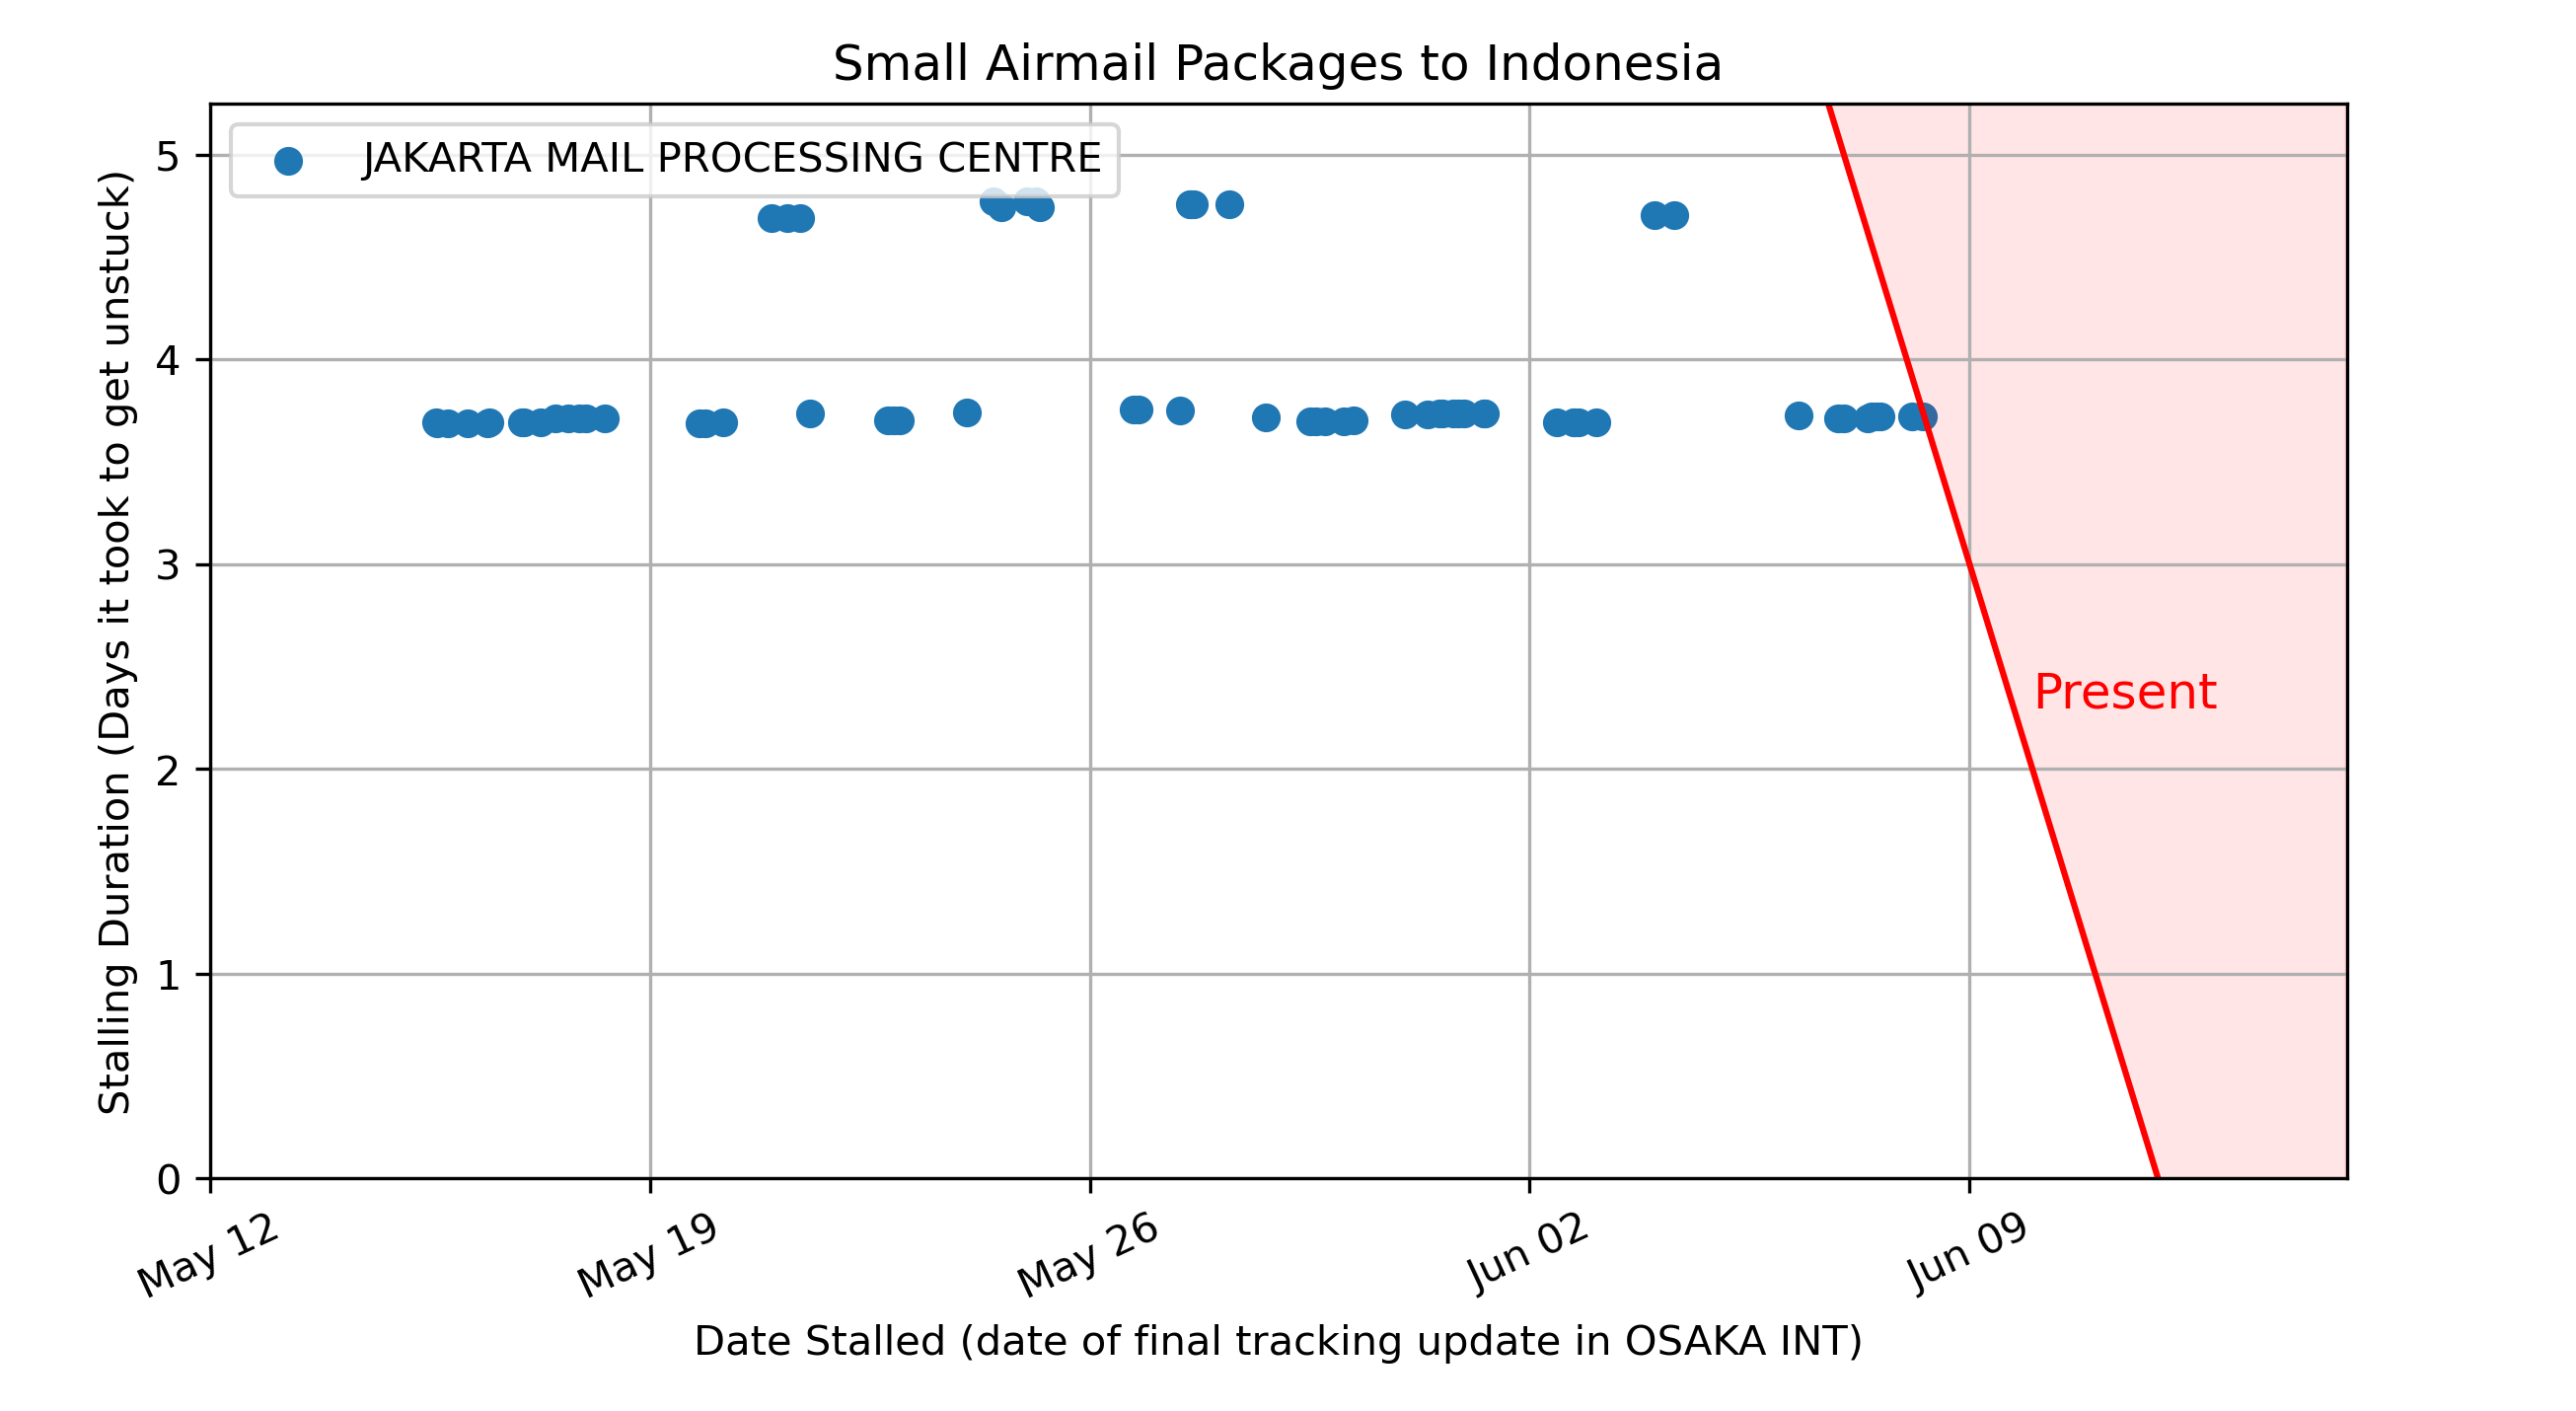 Small Airmail Packages to Indonesia
JAKARTA MAIL PROCESSING CENTRE
Stalling Duration (Days it took to get unstuck)
5
4
3
2
1
0
Present
May 12
May 19
May 26
Jun 02
Jun 09
Date Stalled (date of final tracking update in OSAKA INT)